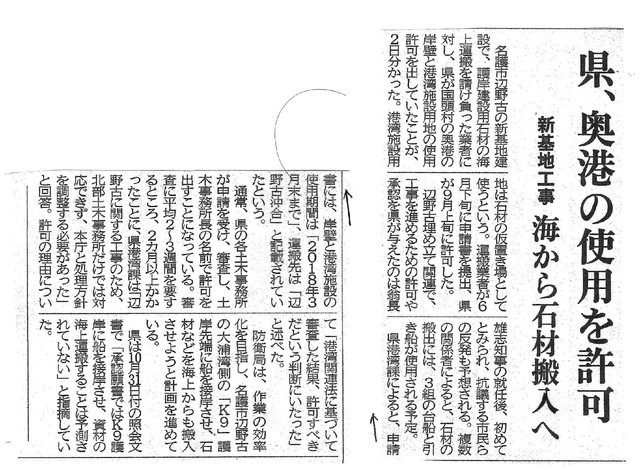 県、奥港の使用を許可
新基地工事　海から石材搬入へ
　名護市辺野古の新基地建
設で、護岸建設用石材の海
上運搬を請け負った業者に
対し、県が国頭村の奥港の
岸壁と港湾施設用地の使用
許可を出していたことが、
2日分かった。港湾施設用
地は石材の仮置き場として
使うという。運搬業者が6
月下旬に申請書を提出、県
が9月上旬に許可した。
　辺野古埋め立て関連で、
工事を進めるための許可や
承認を県が与えたのは翁長
雄志知事の就任後、初めて
とみられ、抗議する市民ら
の反発も予想される。複数
の関係者によると、石材の
搬出には、3組の台船と引
き船が使用される予定。
　県港湾課によると、申請
書には、岸壁と港湾施設の
使用期間は「2018年3
月末まで」、運搬先は「辺
野古沖合」と記載されてい
たという。
　通常、県の各土木事務所
が申請を受け、審査し、土
木事務所長の名前で許可を
出すことになっている。審
査に平均2〜3週間を要す
るところ、2カ月以上かか
ったことに、県港湾課は「辺
野古に関する工事のため、
北部土木事務所だけでは対
応できず、本庁と処理方針
を調整する必要があった」
と回答。許可の理由につい
て「港湾関連法に基づいて
審査した結果、許可すべき
だという判断にいたった」
と述べた。
　防衛局は、作業の効率
化を目指し、名護市辺野古
の大浦湾側の「K9」護
岸先端に船を接岸させ、石
材などを海上からも搬入
させようと計画を進めて
いる。
　県は10月31日付の照会文
書で「承認願書ではK9護
岸に船を接岸させ、資材の
海上運搬することは予測さ
れていない」と指摘してい